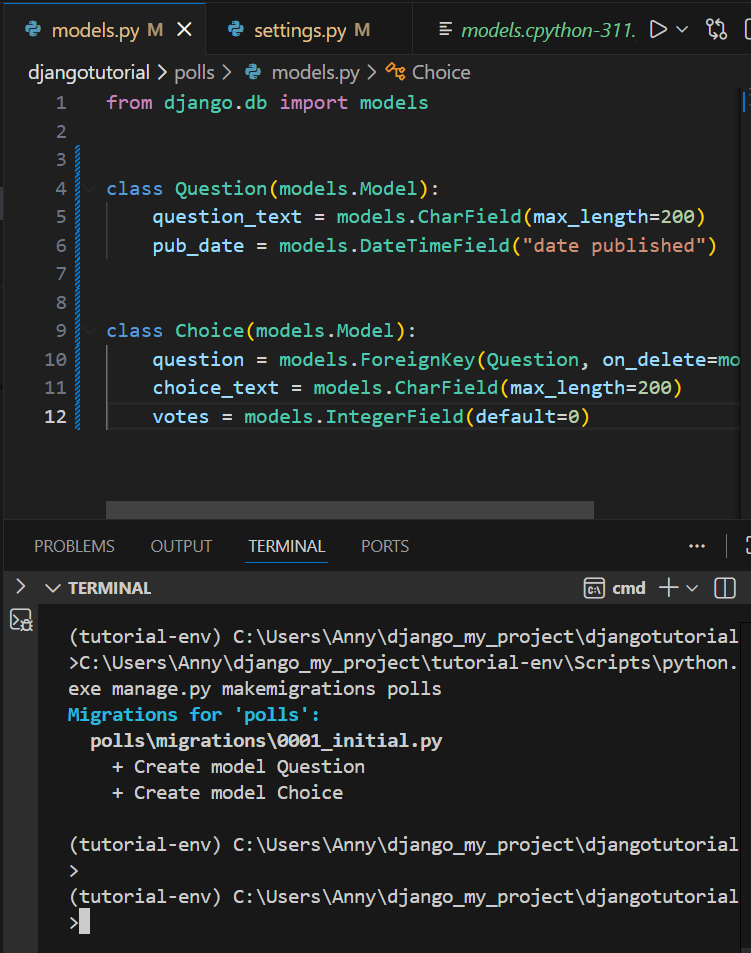 models.py M
settings.py M
models.cpython-311.
djangotutorial > polls > models.py > Choice
1 from django.db import models
2
3
4 class Question(models.Model):
5 question_text = models.CharField(max_length=200)
6 pub_date = models.DateTimeField("date published")
7
8
9 class Choice(models.Model):
10 question = models.ForeignKey(Question, on_delete=mo
11 choice_text = models.CharField(max_length=200)
12 votes = models.IntegerField(default=0)
PROBLEMS OUTPUT TERMINAL PORTS ...
TERMINAL cmd
(tutorial-env) C:\Users\Anny\django_my_project\djangotutorial
>C:\Users\Anny\django_my_project\tutorial-env\Scripts\python.
exe manage.py makemigrations polls
Migrations for 'polls':
polls\migrations\0001_initial.py
+ Create model Question
+ Create model Choice
(tutorial-env) C:\Users\Anny\django_my_project\djangotutorial
>
(tutorial-env) C:\Users\Anny\django_my_project\djangotutorial
>